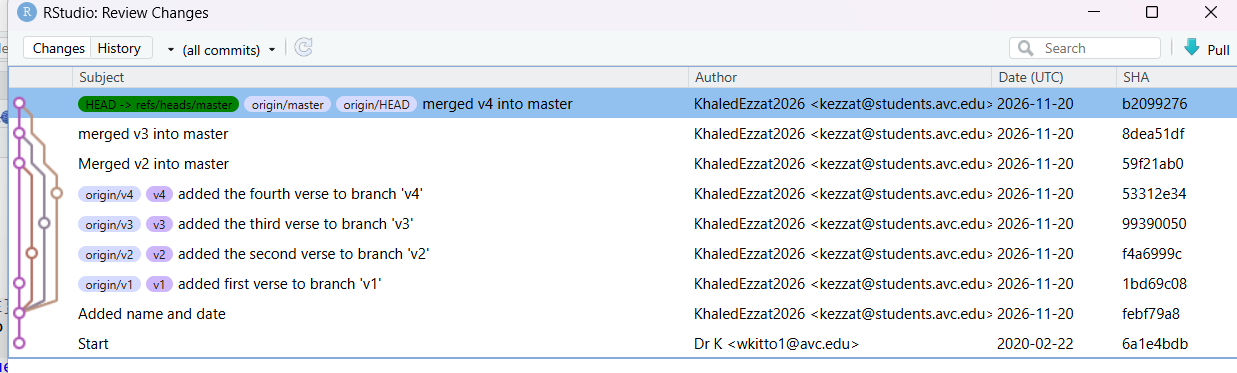 RStudio: Review Changes
Changes History (all commits) Search Pull
Subject Author Date (UTC) SHA
HEAD -> refs/heads/master origin/master origin/HEAD merged v4 into master KhaledEzzat2026 <kezzat@students.avc.edu> 2026-11-20 b2099276
merged v3 into master KhaledEzzat2026 <kezzat@students.avc.edu> 2026-11-20 8dea51df
Merged v2 into master KhaledEzzat2026 <kezzat@students.avc.edu> 2026-11-20 59f21ab0
origin/v4 v4 added the fourth verse to branch 'v4' KhaledEzzat2026 <kezzat@students.avc.edu> 2026-11-20 53312e34
origin/v3 v3 added the third verse to branch 'v3' KhaledEzzat2026 <kezzat@students.avc.edu> 2026-11-20 99390050
origin/v2 v2 added the second verse to branch 'v2' KhaledEzzat2026 <kezzat@students.avc.edu> 2026-11-20 f4a6999c
origin/v1 v1 added first verse to branch 'v1' KhaledEzzat2026 <kezzat@students.avc.edu> 2026-11-20 1bd69c08
Added name and date KhaledEzzat2026 <kezzat@students.avc.edu> 2026-11-20 febf79a8
Start Dr K <wkitto1@avc.edu> 2020-02-22 6a1e4bdb